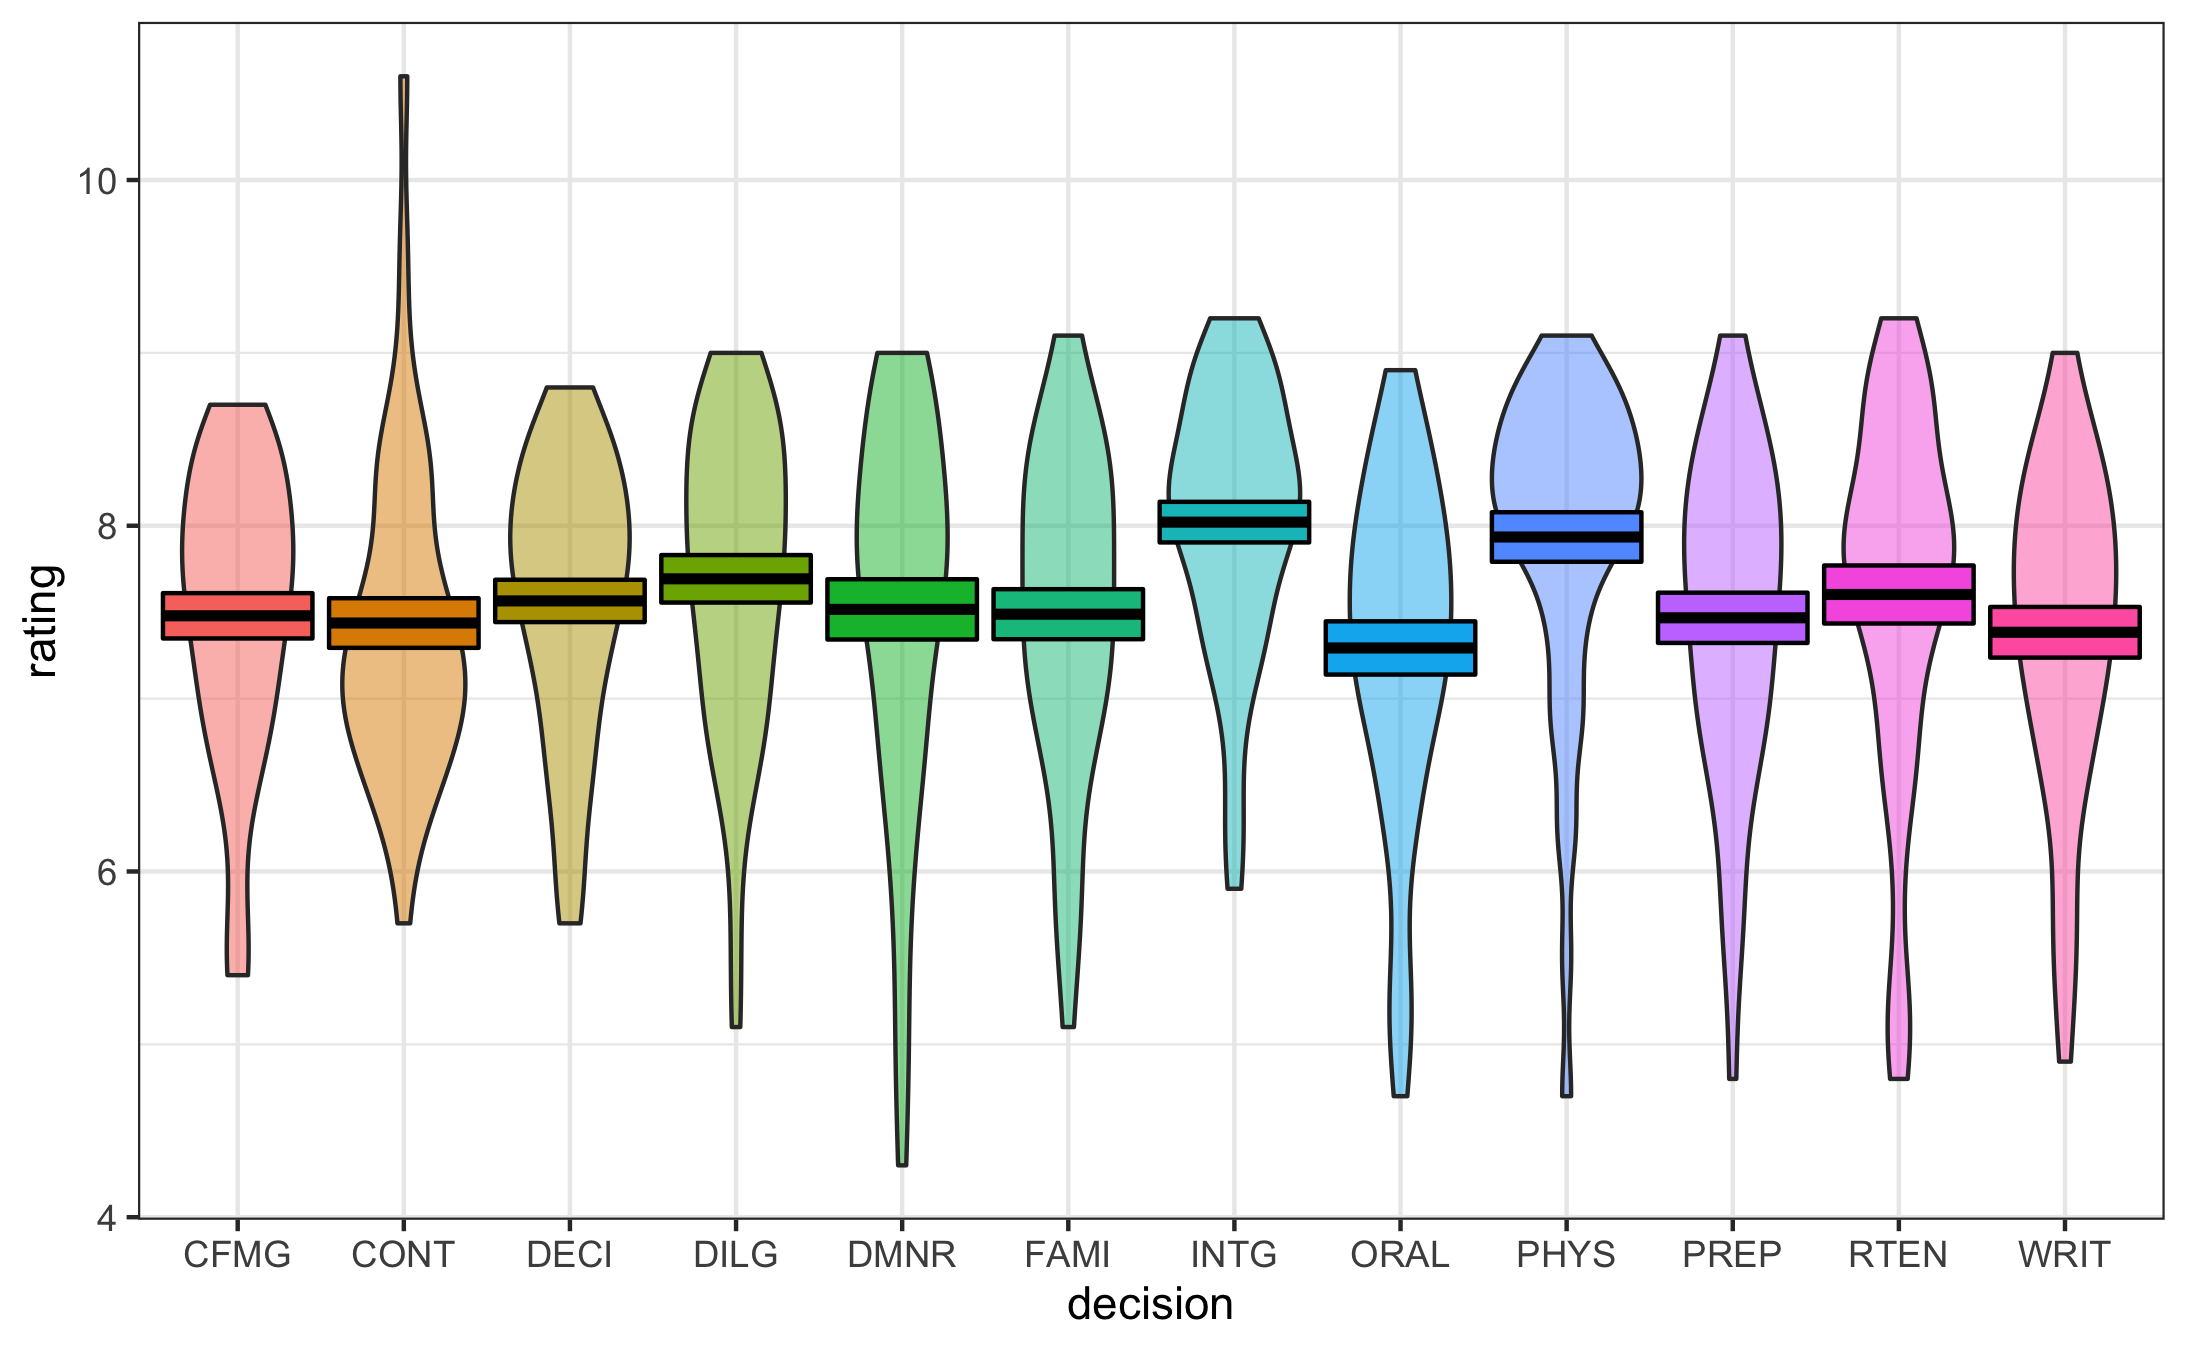 rating
10
8
6
4
CFMG CONT DECI DILG DMNR FAMI INTG ORAL PHYS PREP RTEN WRIT
decision